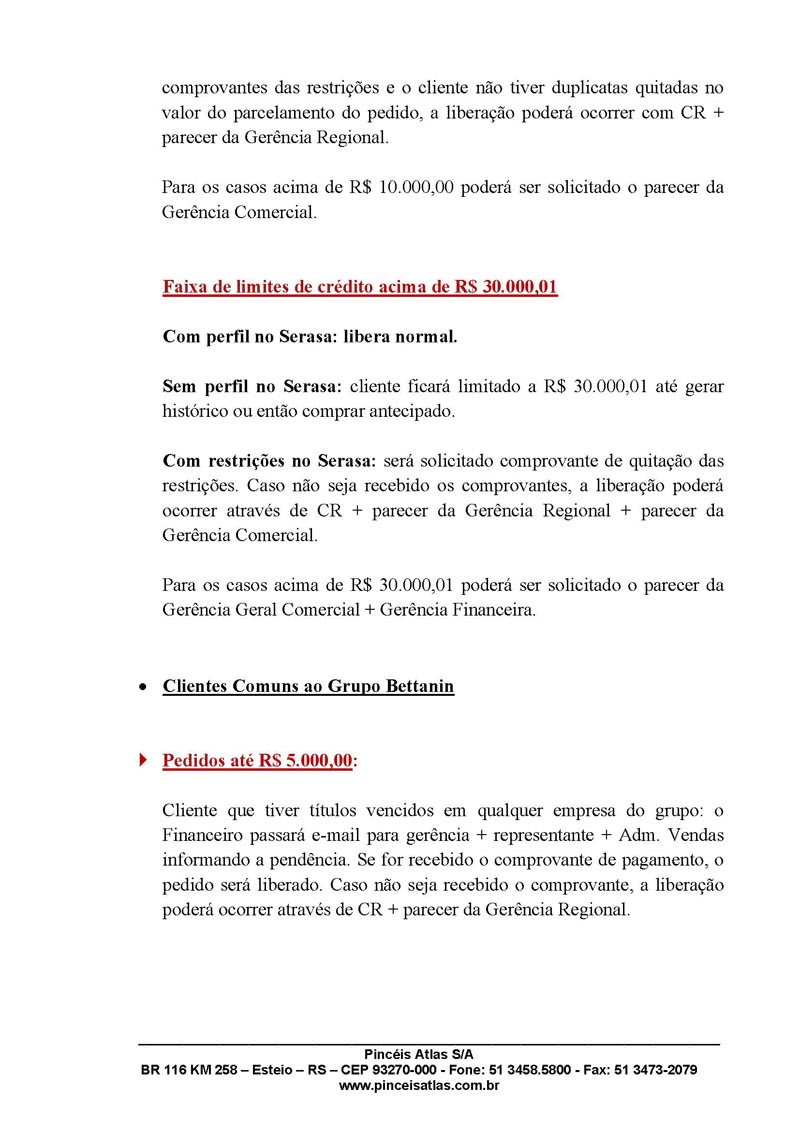 comprovantes das restrições e o cliente não tiver duplicatas quitadas no
valor do parcelamento do pedido, a liberação poderá ocorrer com CR +
parecer da Gerência Regional.
Para os casos acima de R$ 10.000,00 poderá ser solicitado o parecer da
Gerência Comercial.
Faixa de limites de crédito acima de R$ 30.000,01
Com perfil no Serasa: libera normal.
Sem perfil no Serasa: cliente ficará limitado a R$ 30.000,01 até gerar
histórico ou então comprar antecipado.
Com restrições no Serasa: será solicitado comprovante de quitação das
restrições. Caso não seja recebido os comprovantes, a liberação poderá
ocorrer através de CR + parecer da Gerência Regional + parecer da
Gerência Comercial.
Para os casos acima de R$ 30.000,01 poderá ser solicitado o parecer da
Gerência Geral Comercial + Gerência Financeira.
• Clientes Comuns ao Grupo Bettanin
Pedidos até R$ 5.000,00:
Cliente que tiver títulos vencidos em qualquer empresa do grupo: o
Financeiro passará e-mail para gerência + representante + Adm. Vendas
informando a pendência. Se for recebido o comprovante de pagamento, o
pedido será liberado. Caso não seja recebido o comprovante, a liberação
poderá ocorrer através de CR + parecer da Gerência Regional.
Pincéis Atlas S/A
BR 116 KM 258 – Esteio – RS – CEP 93270-000 - Fone: 51 3458.5800 - Fax: 51 3473-2079
www.pinceisatlas.com.br